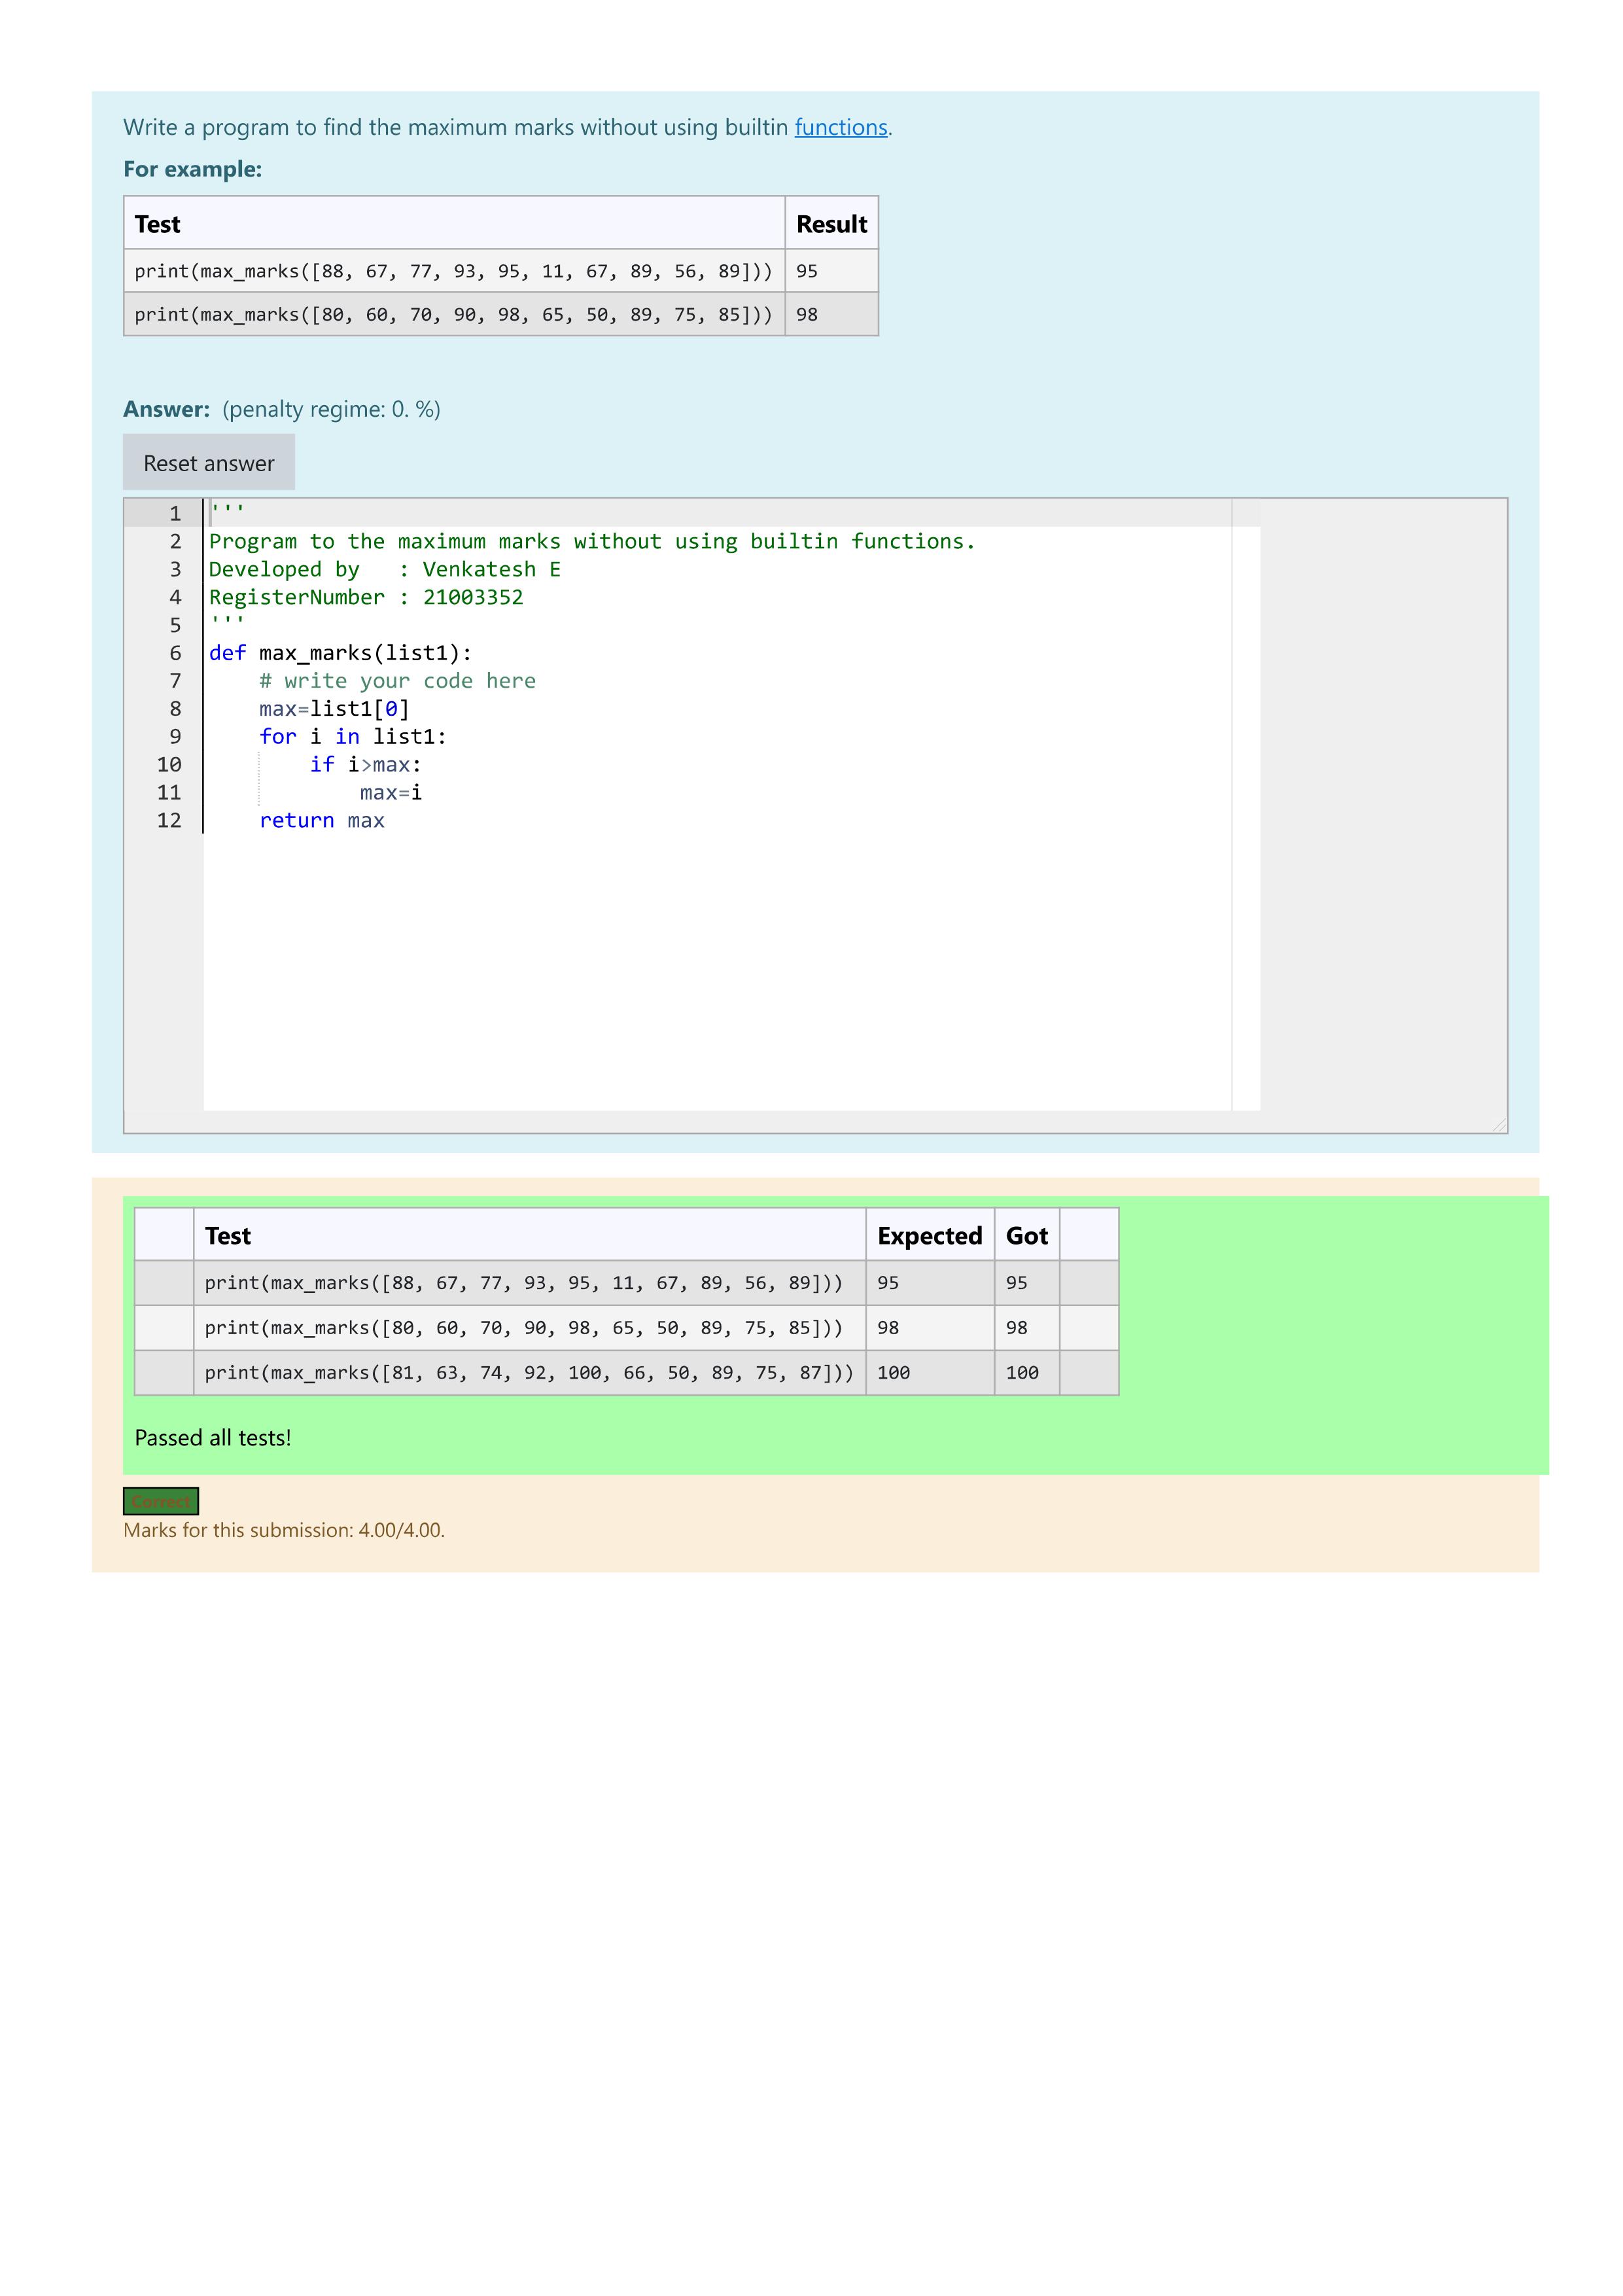 Write a program to find the maximum marks without using builtin functions.
For example:
Test Result
print(max_marks([88, 67, 77, 93, 95, 11, 67, 89, 56, 89])) 95
print(max_marks([80, 60, 70, 90, 98, 65, 50, 89, 75, 85])) 98
Answer: (penalty regime: 0. %)
Reset answer
1 '''
2 Program to the maximum marks without using builtin functions.
3 Developed by   : Venkatesh E
4 RegisterNumber : 21003352
5 '''
6 def max_marks(list1):
7     # write your code here
8     max=list1[0]
9     for i in list1:
10         if i>max:
11             max=i
12     return max
Test Expected Got
print(max_marks([88, 67, 77, 93, 95, 11, 67, 89, 56, 89])) 95 95
print(max_marks([80, 60, 70, 90, 98, 65, 50, 89, 75, 85])) 98 98
print(max_marks([81, 63, 74, 92, 100, 66, 50, 89, 75, 87])) 100 100
Passed all tests!
Correct
Marks for this submission: 4.00/4.00.